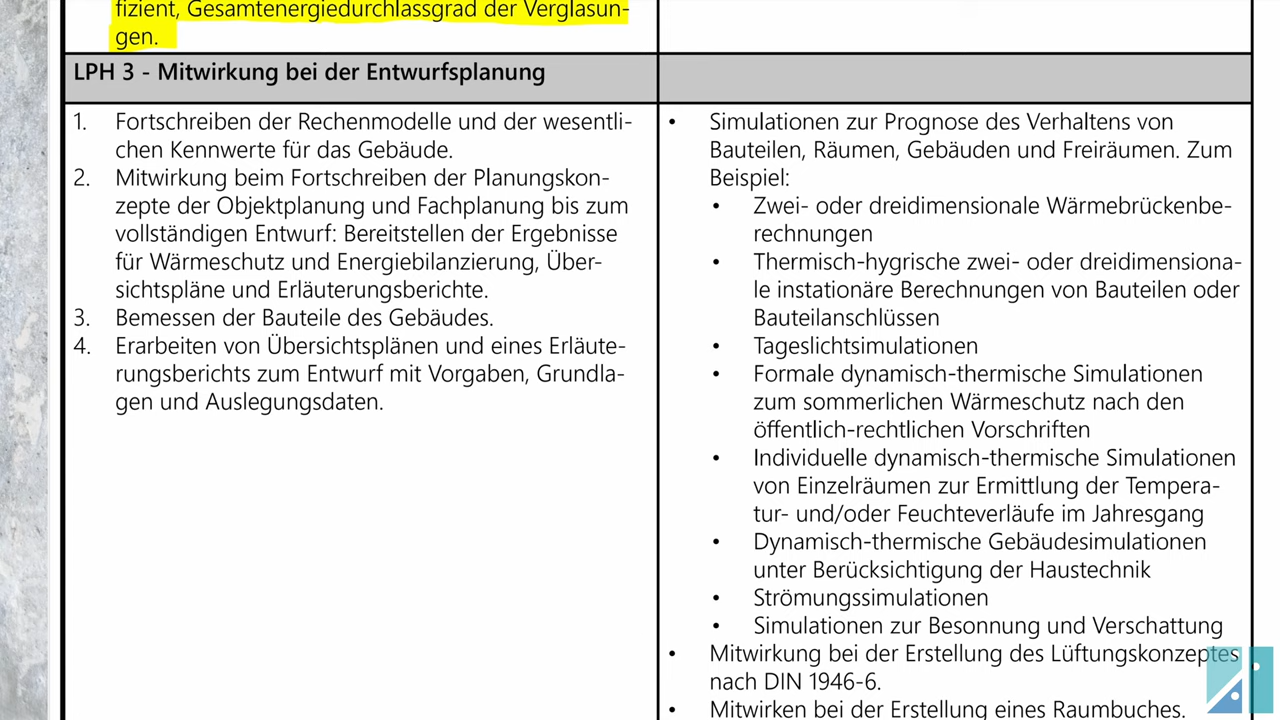 fizient, Gesamtenergiedurchlassgrad der Verglasun-
gen.
LPH 3 - Mitwirkung bei der Entwurfsplanung
1. Fortschreiben der Rechenmodelle und der wesentli-
chen Kennwerte für das Gebäude.
2. Mitwirkung beim Fortschreiben der Planungskon-
zepte der Objektplanung und Fachplanung bis zum
vollständigen Entwurf: Bereitstellen der Ergebnisse
für Wärmeschutz und Energiebilanzierung, Über-
sichtspläne und Erläuterungsberichte.
3. Bemessen der Bauteile des Gebäudes.
4. Erarbeiten von Übersichtsplänen und eines Erläute-
rungsberichts zum Entwurf mit Vorgaben, Grundla-
gen und Auslegungsdaten.
• Simulationen zur Prognose des Verhaltens von
Bauteilen, Räumen, Gebäuden und Freiräumen. Zum
Beispiel:
• Zwei- oder dreidimensionale Wärmebrückenbe-
rechnungen
• Thermisch-hygrische zwei- oder dreidimensiona-
le instationäre Berechnungen von Bauteilen oder
Bauteilanschlüssen
• Tageslichtsimulationen
• Formale dynamisch-thermische Simulationen
zum sommerlichen Wärmeschutz nach den
öffentlich-rechtlichen Vorschriften
• Individuelle dynamisch-thermische Simulationen
von Einzelräumen zur Ermittlung der Tempera-
tur- und/oder Feuchteverläufe im Jahresgang
• Dynamisch-thermische Gebäudesimulationen
unter Berücksichtigung der Haustechnik
• Strömungssimulationen
• Simulationen zur Besonnung und Verschattung
• Mitwirkung bei der Erstellung des Lüftungskonzeptes
nach DIN 1946-6.
• Mitwirken bei der Erstellung eines Raumbuches.